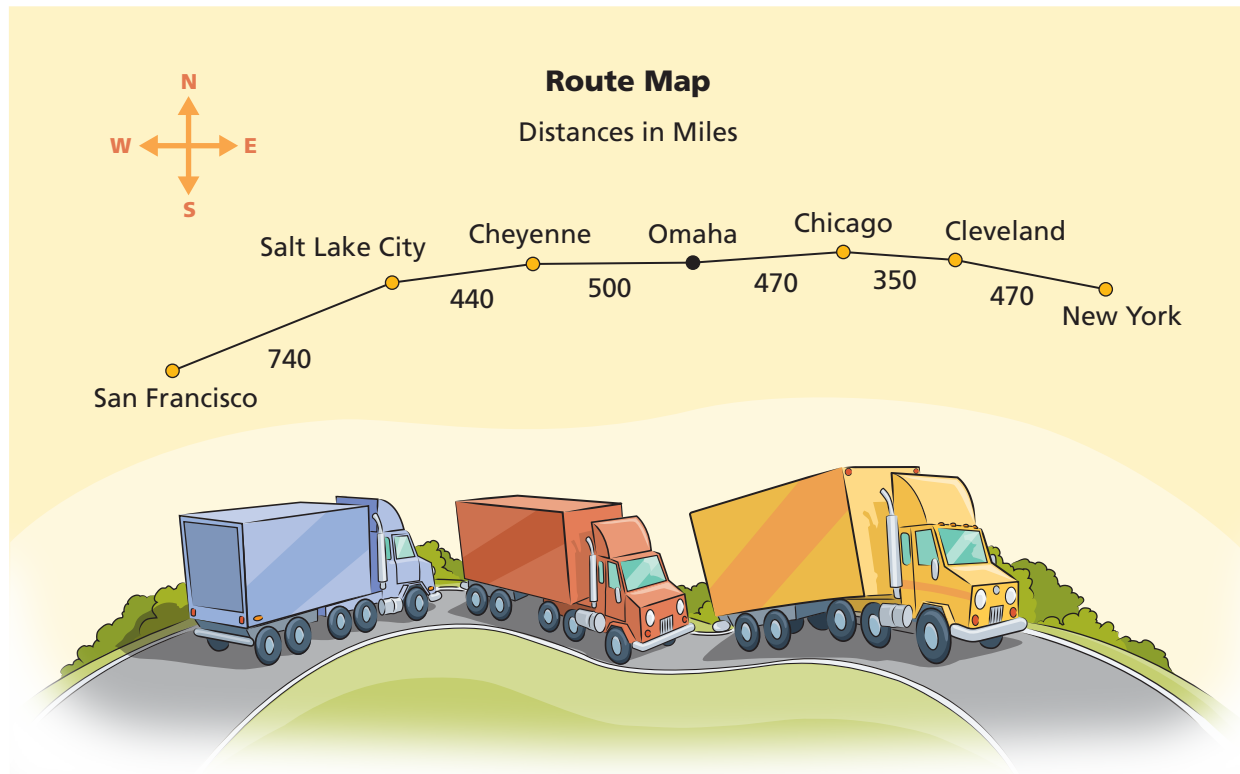 Route Map
Distances in Miles
N
W E
S
Salt Lake City
Cheyenne
Omaha
Chicago
Cleveland
740
440
500
470
350
470
San Francisco
New York